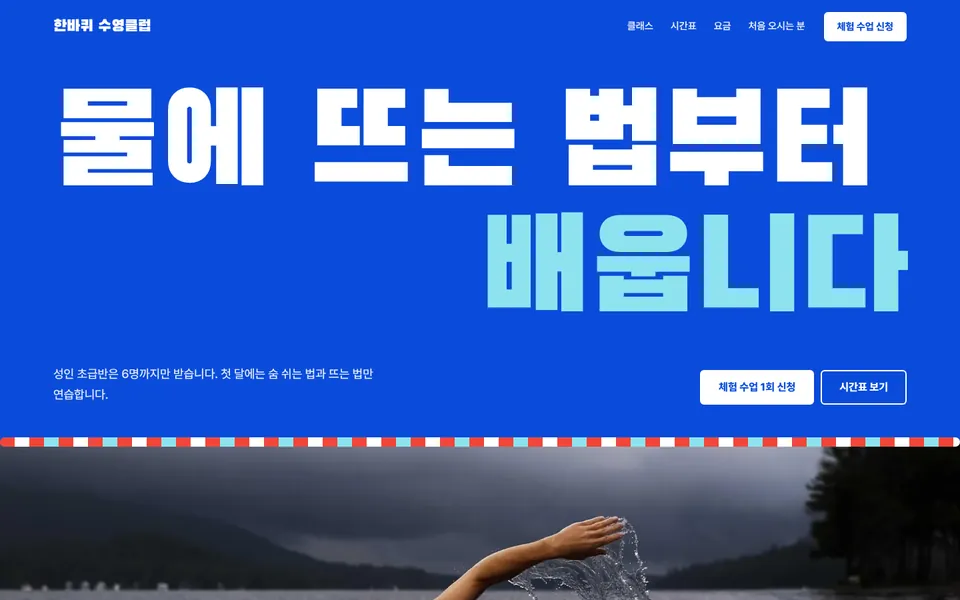 한바퀴 수영클럽
클래스
시간표
요금
처음 오시는 분
체험 수업 신청
물에 뜨는 법부터
배웁니다
성인 초급반은 6명까지만 받습니다. 첫 달에는 숨 쉬는 법과 뜨는 법만
연습합니다.
체험 수업 1회 신청
시간표 보기